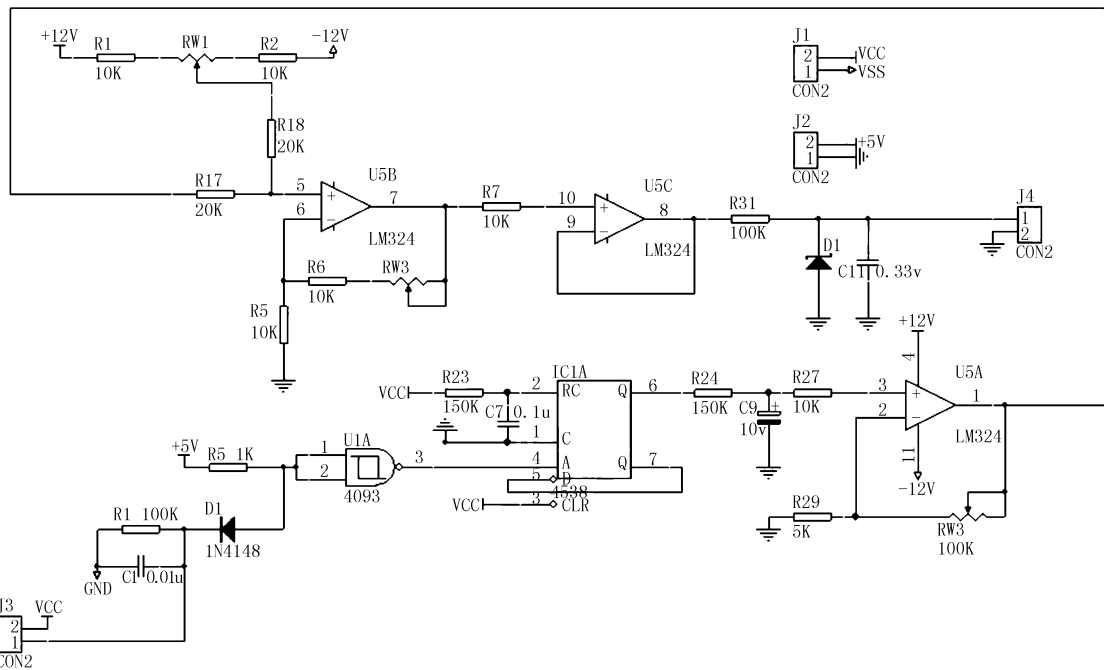 +12V
R1
10K
RW1
R2
10K
-12V
R18
20K
R17
20K
5
6
U5B
7
LM324
R6
10K
RW3
R5
10K
R7
10K
10
9
U5C
8
LM324
R31
100K
D1
C11 0.33v
J4
1
2
CON2
J1
2
1
CON2
VCC
VSS
J2
2
1
CON2
+5V
VCC
R23
150K
C7 0.1u
IC1A
2
RC
Q
6
1
C
4
A
Q
7
5
D
4538
VCC
3
CLR
R24
150K
C9
+
10v
R27
10K
+12V
4
3
2
U5A
1
LM324
11
-12V
R29
5K
RW3
100K
+5V
R5 1K
U1A
1
2
3
4093
R1 100K
D1
1N4148
C1 0.01u
GND
J3
VCC
2
1
CON2